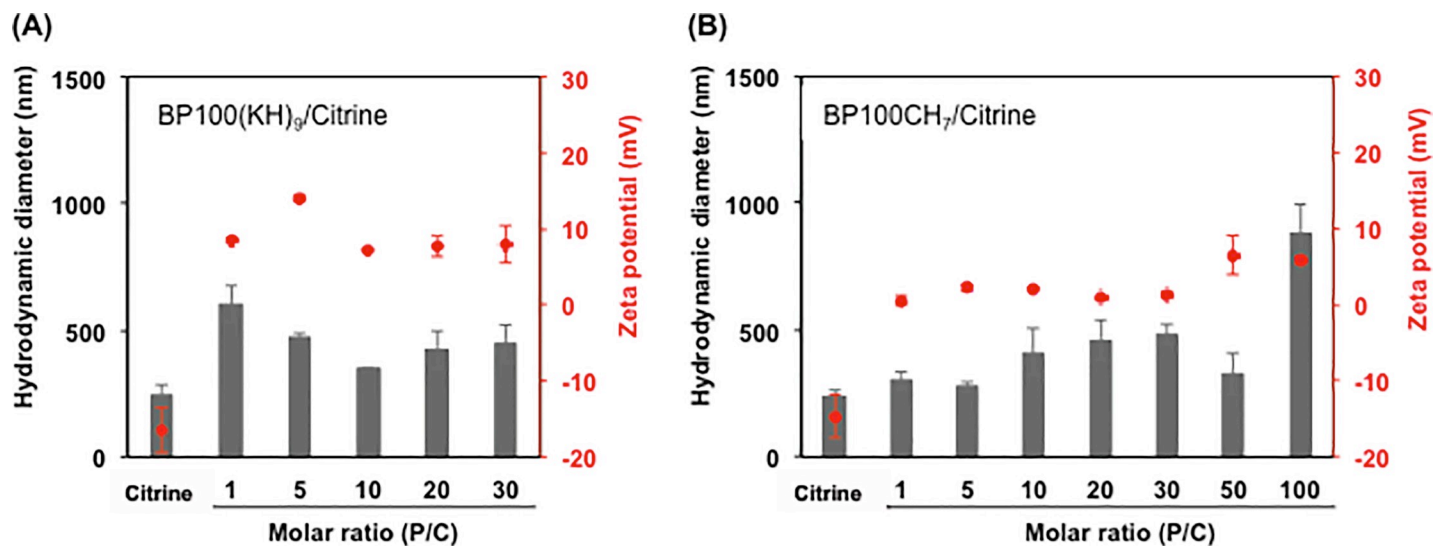 (A)
Hydrodynamic diameter (nm)
1500
1000
500
0
BP100(KH)₉/Citrine
30
20
10
0
-10
-20
Zeta potential (mV)
Citrine 1 5 10 20 30
Molar ratio (P/C)
(B)
Hydrodynamic diameter (nm)
1500
1000
500
0
BP100CH₇/Citrine
30
20
10
0
-10
-20
Zeta potential (mV)
Citrine 1 5 10 20 30 50 100
Molar ratio (P/C)